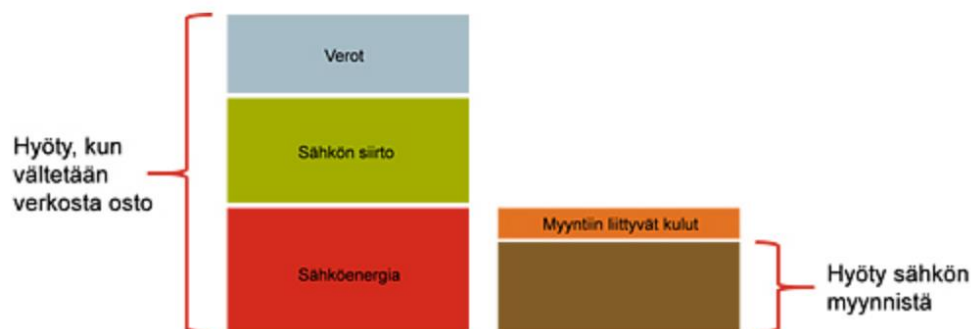 Verot
Sähkön siirto
Hyöty, kun
vältetään
verkosta osto
Sähköenergia
Myyntiin liittyvät kulut
Hyöty sähkön
myynnistä